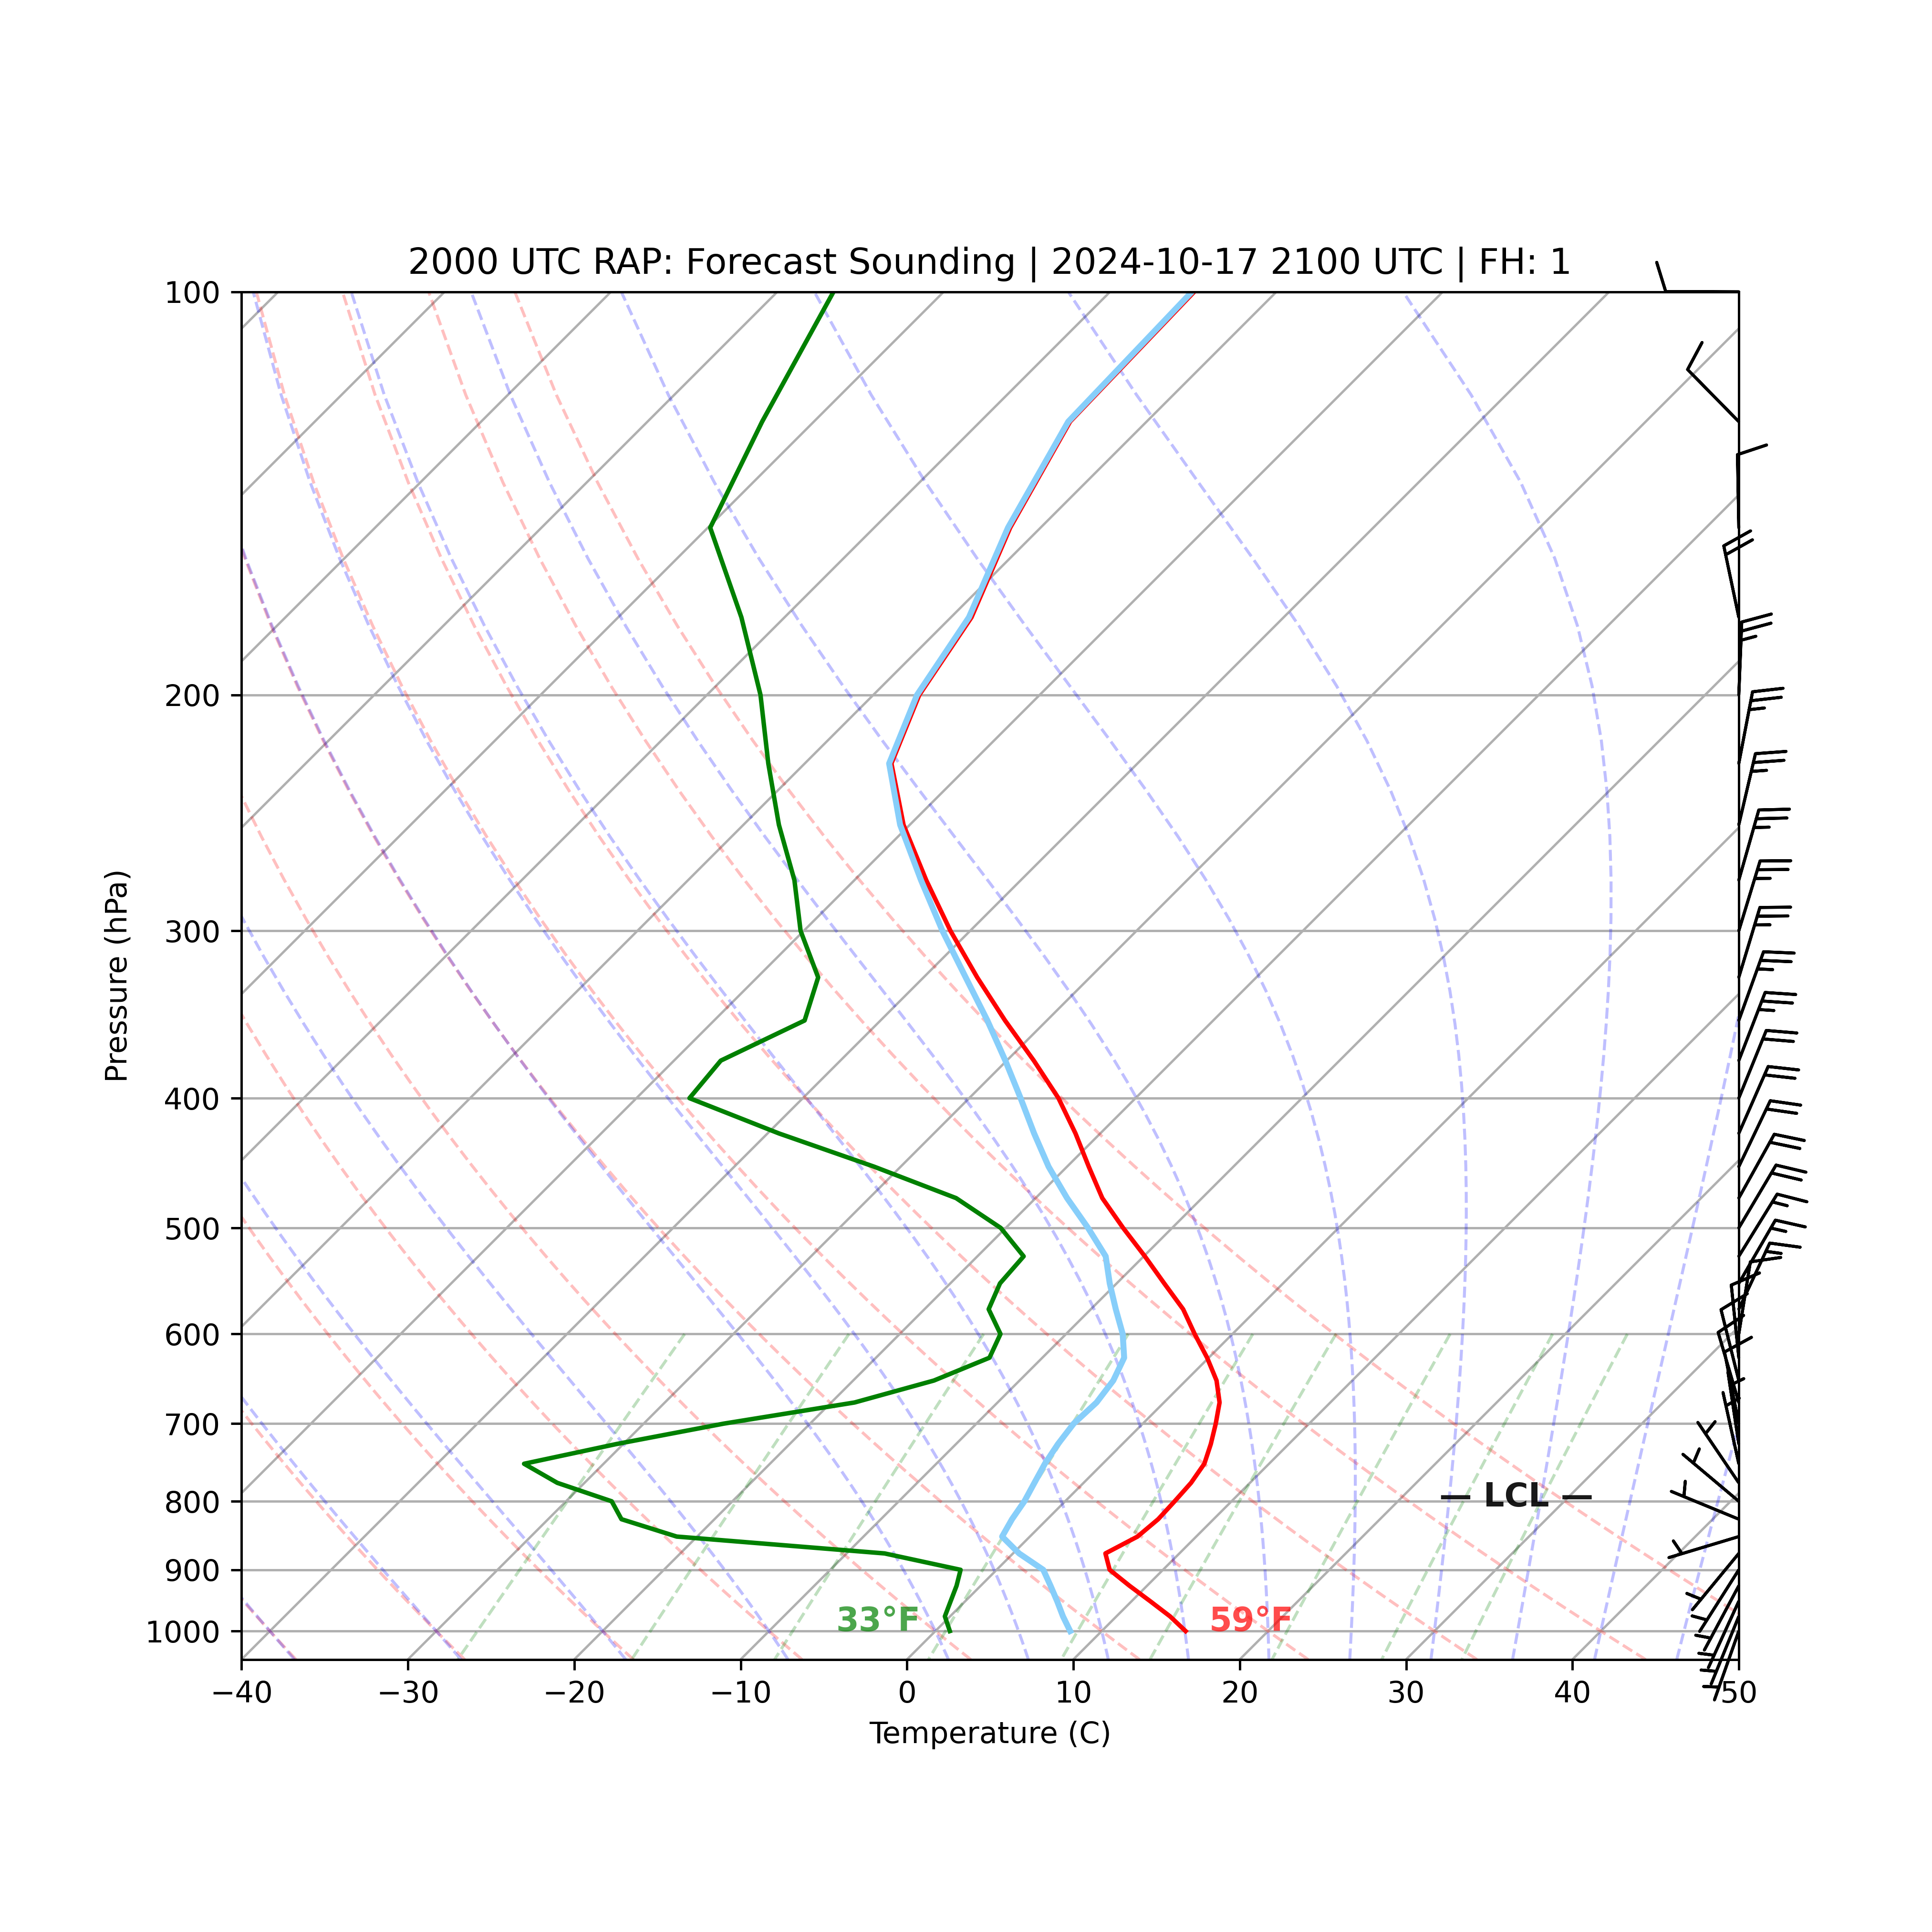 2000 UTC RAP: Forecast Sounding | 2024-10-17 2100 UTC | FH: 1
100
200
300
400
500
600
700
800
900
1000
Pressure (hPa)
— LCL —
33°F
59°F
−40 −30 −20 −10 0 10 20 30 40 50
Temperature (C)